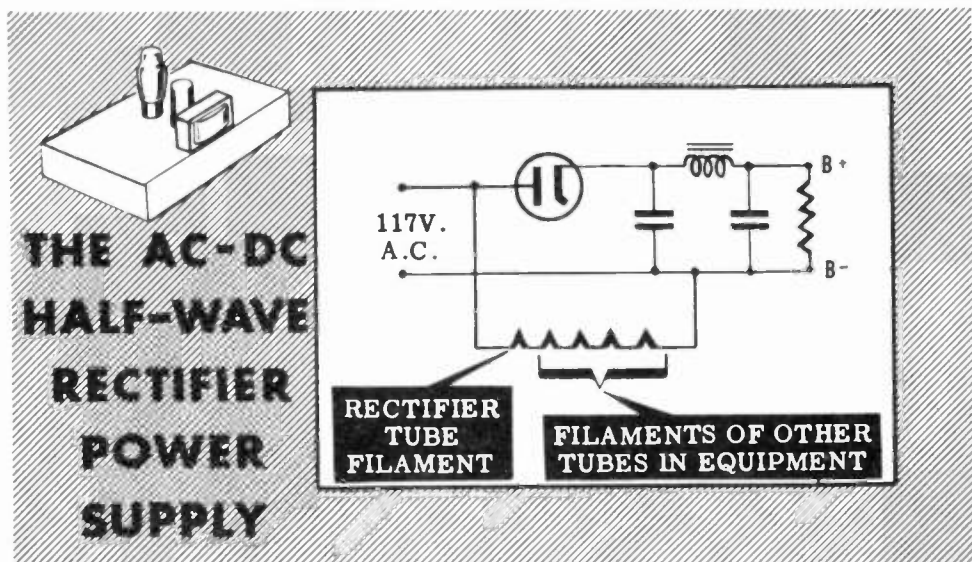 THE AC-DC
HALF-WAVE
RECTIFIER
POWER
SUPPLY
117V.
A.C.
B+
B-
RECTIFIER
TUBE
FILAMENT
FILAMENTS OF OTHER
TUBES IN EQUIPMENT